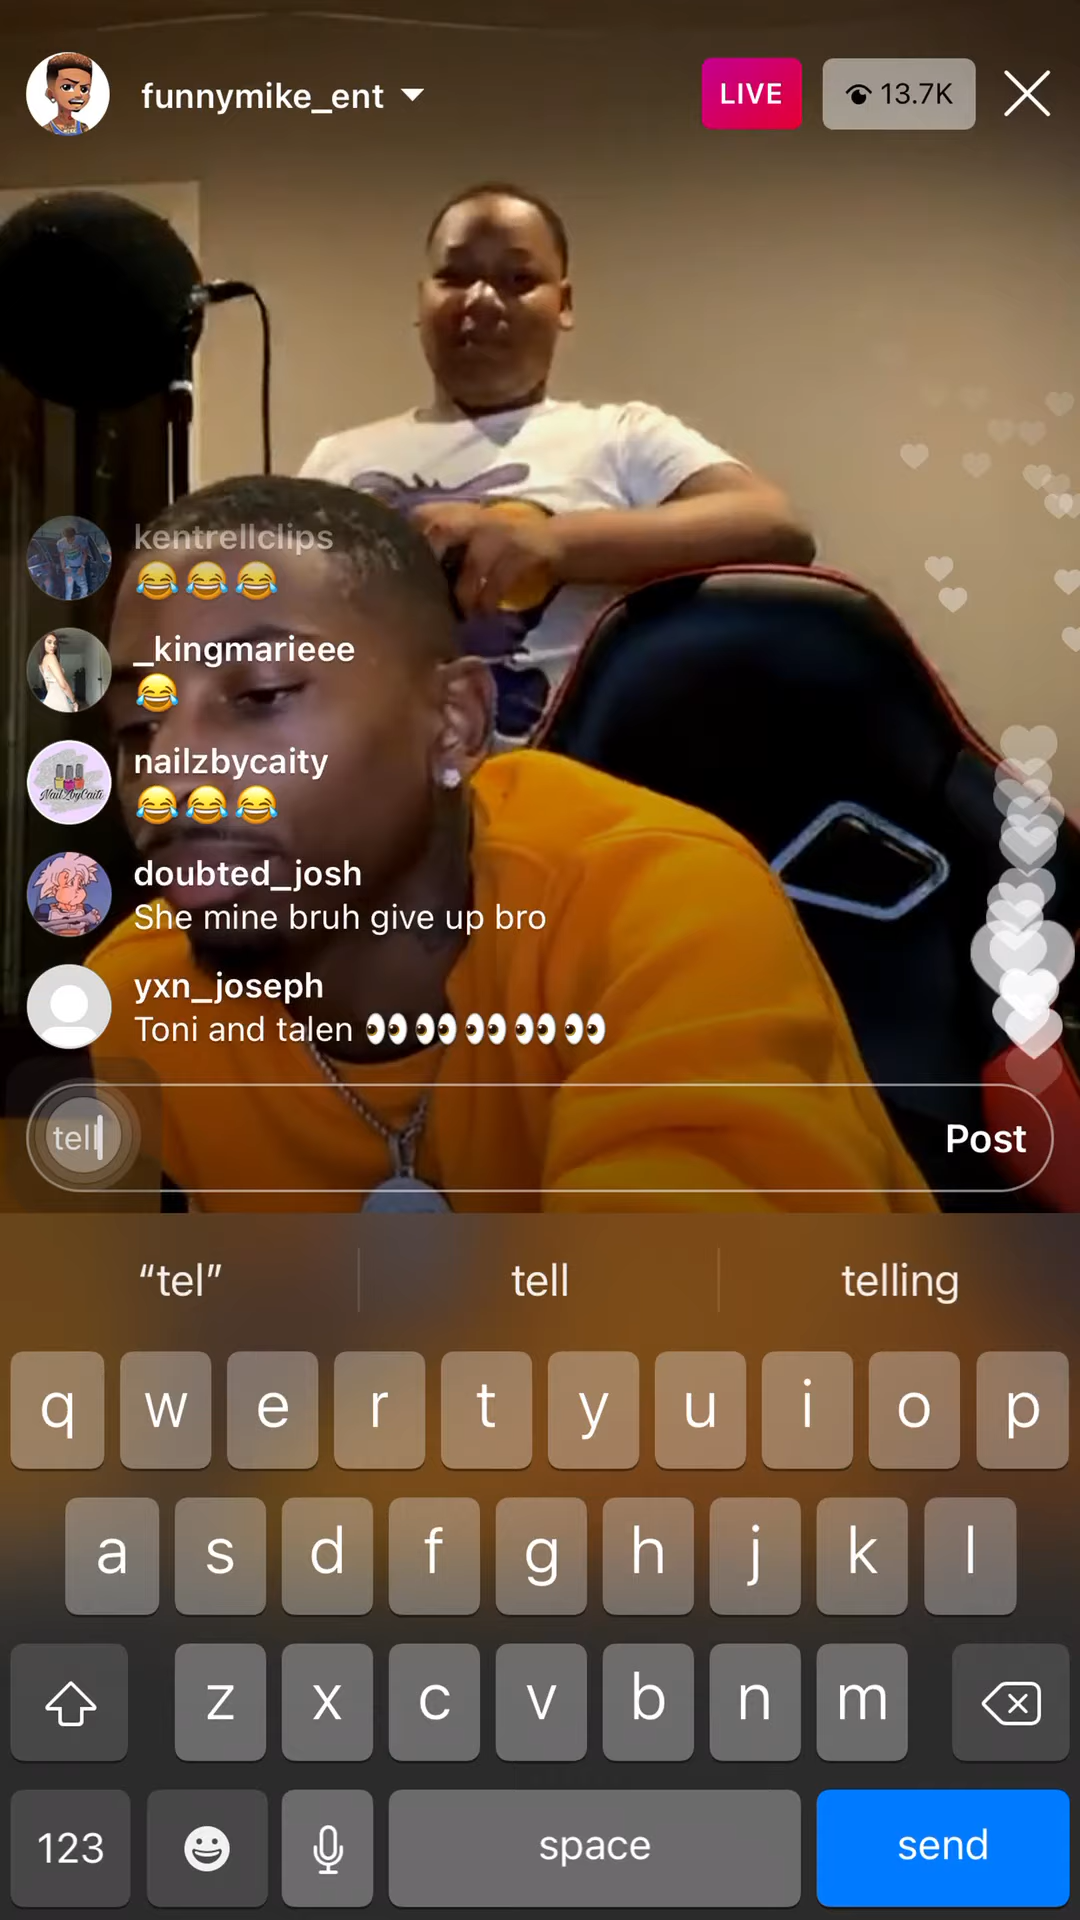 funnymike_ent
LIVE
13.7K
kentrellclips
😂😂😂
_kingmarieee
😂
nailzbycaity
😂😂😂
doubted_josh
She mine bruh give up bro
yxn_joseph
Toni and talen 👀👀👀👀👀
tell
Post
“tel” tell telling
q w e r t y u i o p
a s d f g h j k l
z x c v b n m
123 space send